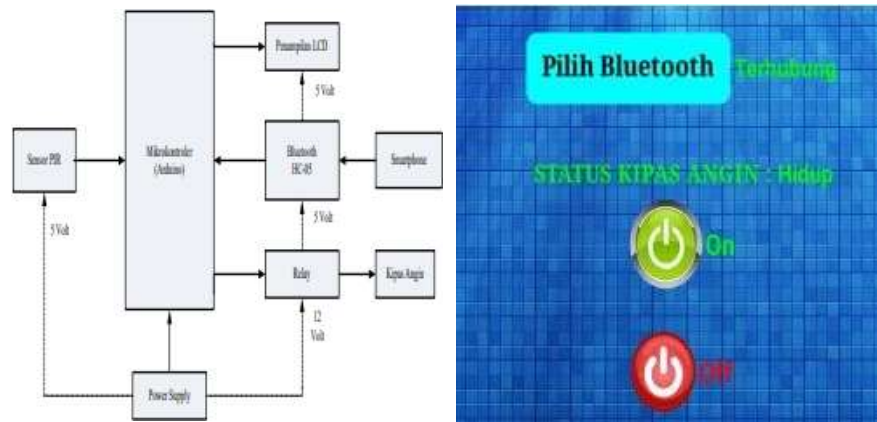 Penampilan LCD
5 Volt
Sensor PIR
Mikrokontroler
(Arduino)
Bluetooth
HC-05
Smartphone
5 Volt
5 Volt
Relay
Kipas Angin
12
Volt
Power Supply
Pilih Bluetooth Terhubung
STATUS KIPAS ANGIN : Hidup
On
Off